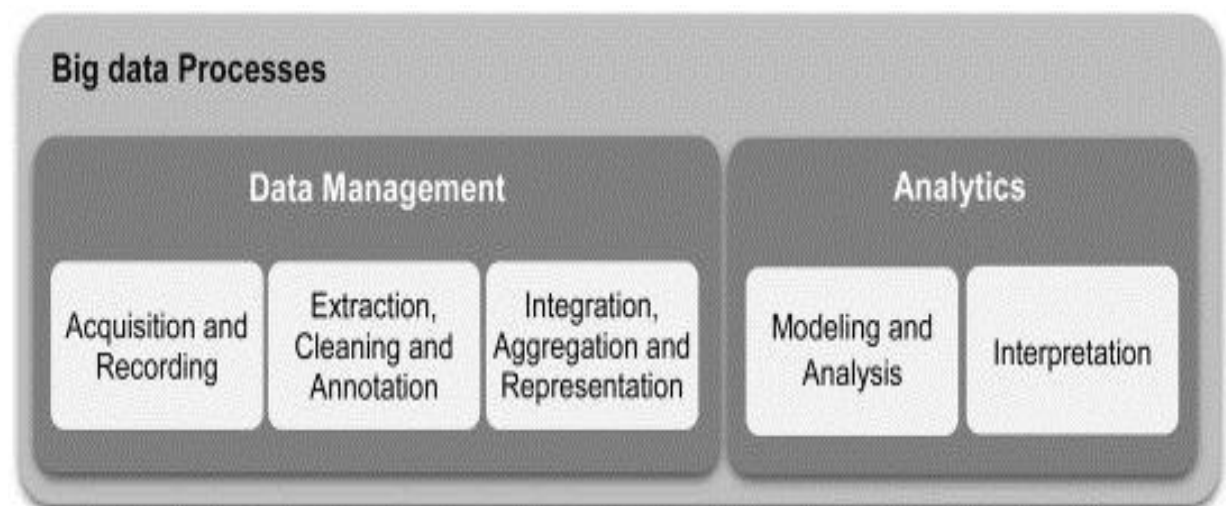 Big data Processes
Data Management
Analytics
Acquisition and
Recording
Extraction,
Cleaning and
Annotation
Integration,
Aggregation and
Representation
Modeling and
Analysis
Interpretation